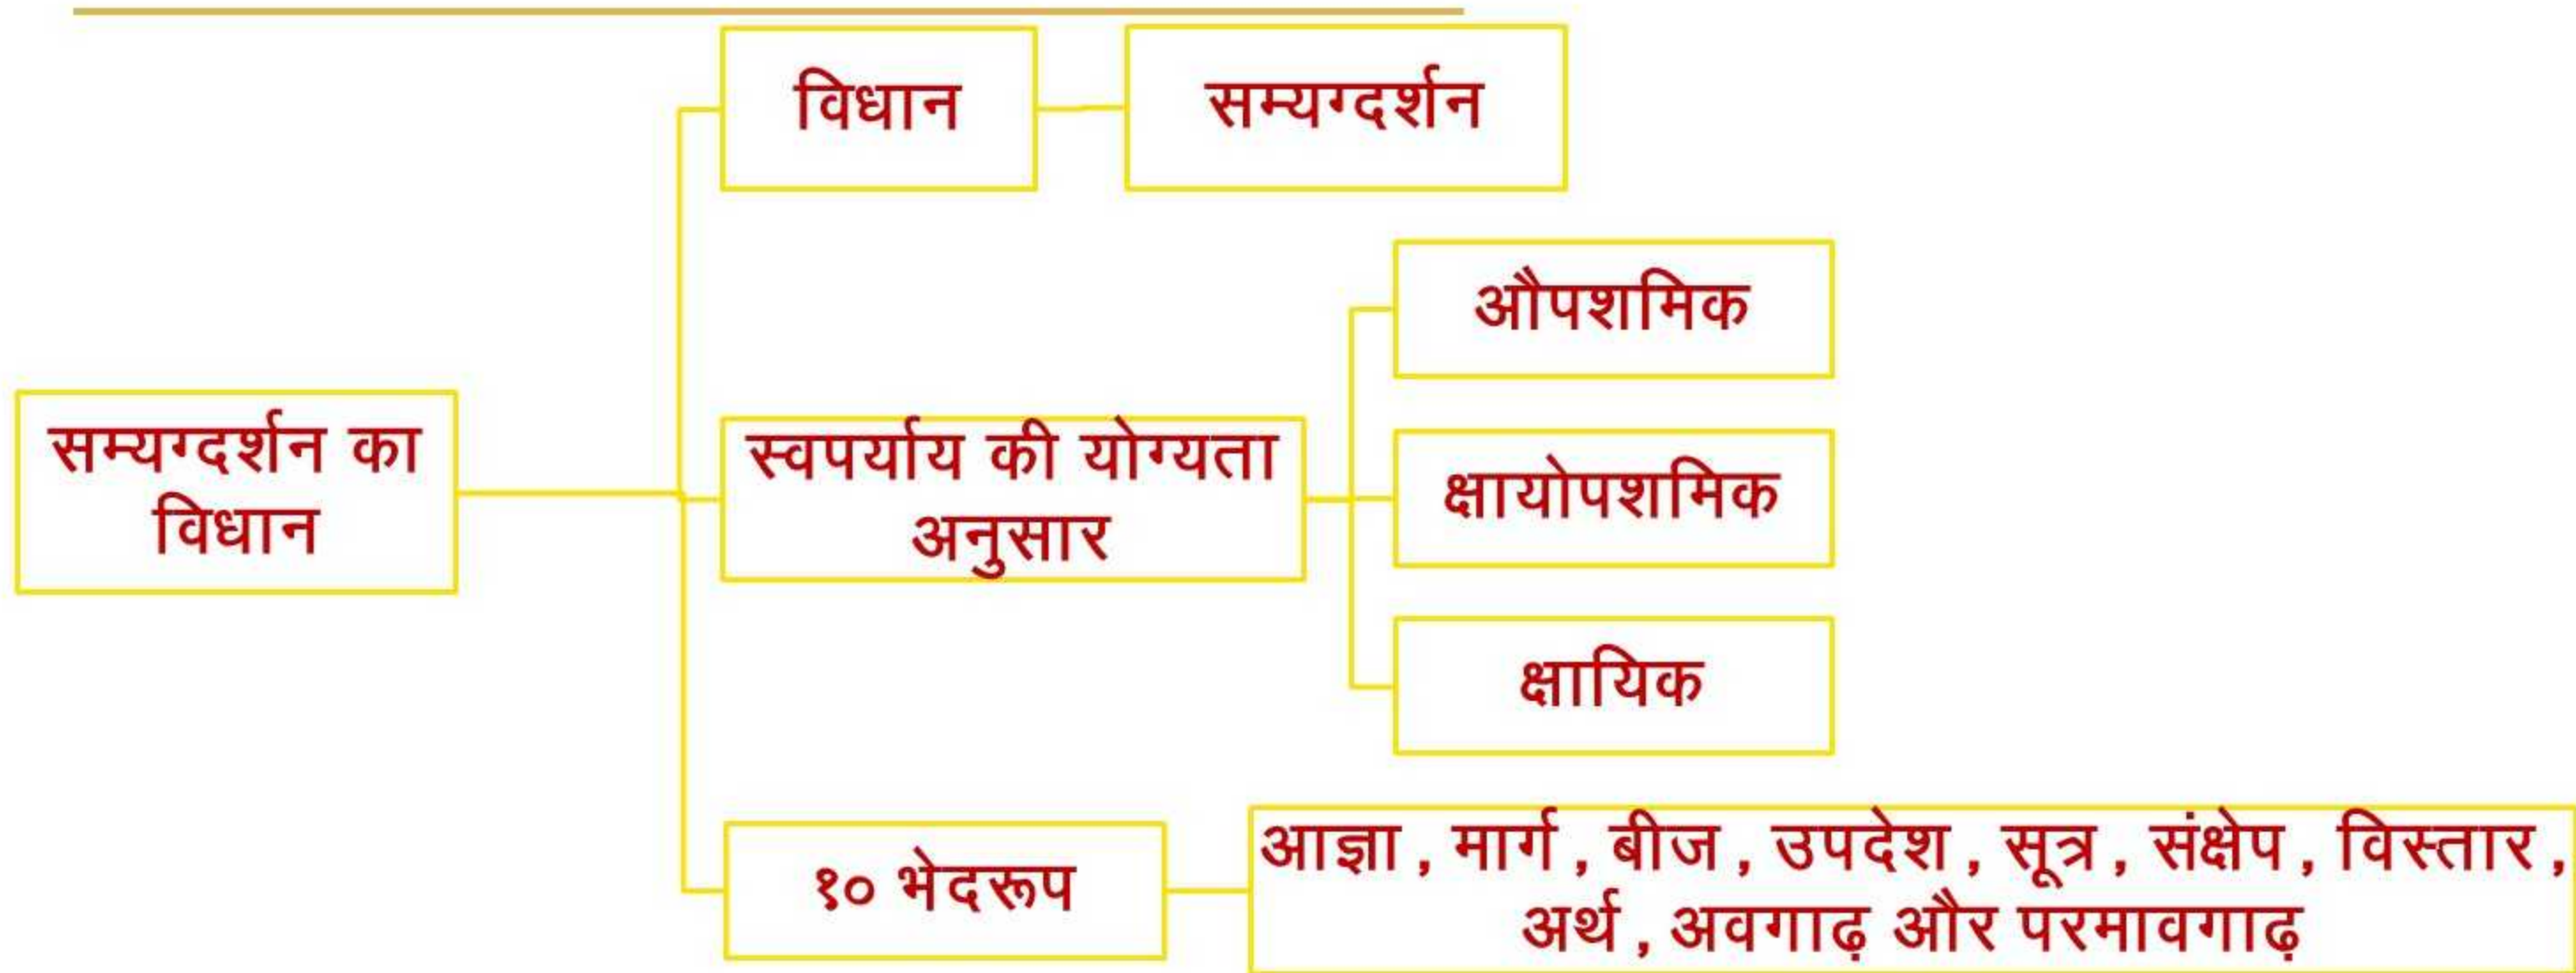 विधान
सम्यग्दर्शन
औपशमिक
सम्यग्दर्शन का
विधान
स्वपर्याय की योग्यता
अनुसार
क्षायोपशमिक
क्षायिक
१० भेदरूप
आज्ञा, मार्ग, बीज, उपदेश, सूत्र, संक्षेप, विस्तार,
अर्थ, अवगाढ़ और परमावगाढ़